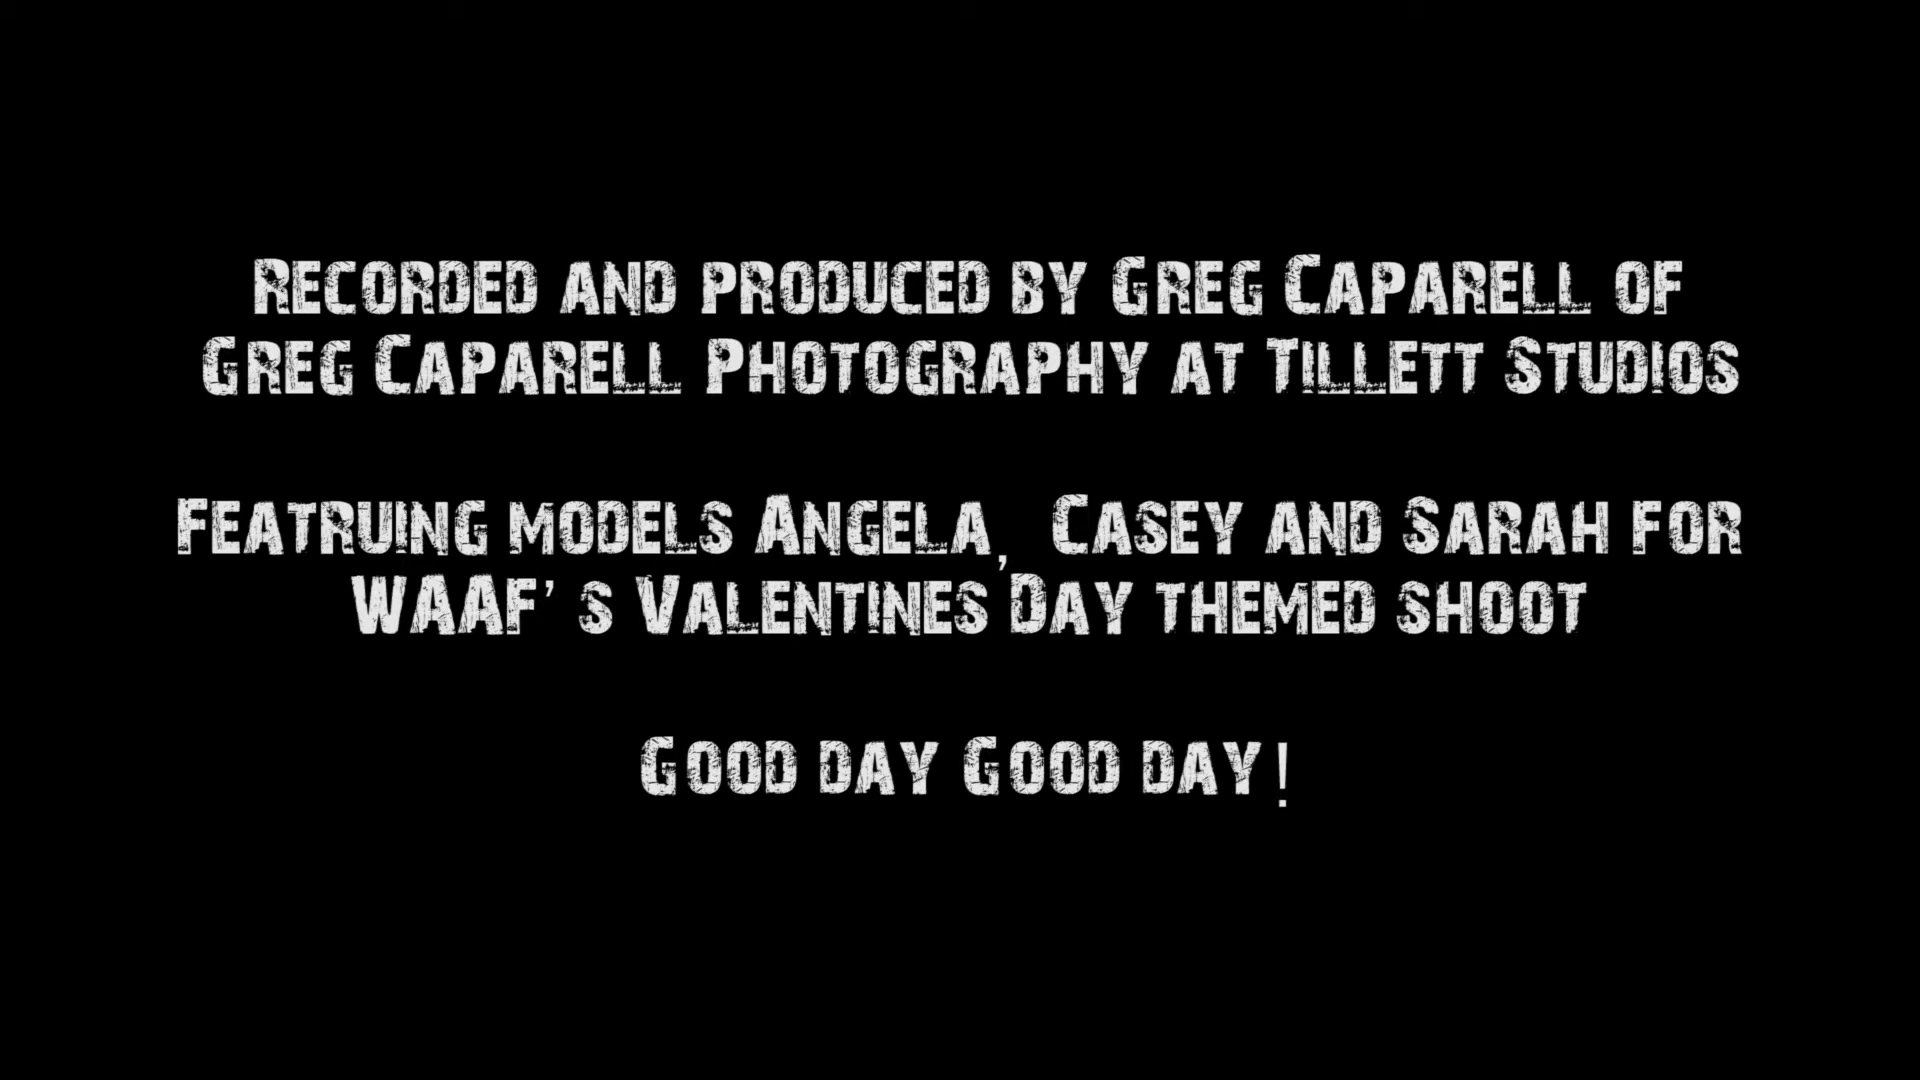 Recorded and produced by Greg Caparell of
Greg Caparell Photography at Tillett Studios
Featruing models Angela, Casey and Sarah for
WAAF's Valentines Day themed shoot
Good day Good day!